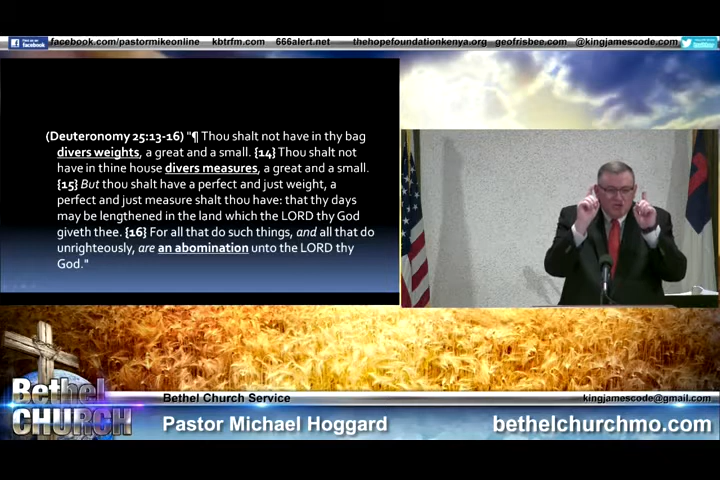 facebook.com/pastormikeonline kbtrfm.com 666alert.net thehopefoundationkenya.org geofrisbee.com @kingjamescode.com
(Deuteronomy 25:13-16) "¶ Thou shalt not have in thy bag
divers weights, a great and a small. {14} Thou shalt not
have in thine house divers measures, a great and a small.
{15} But thou shalt have a perfect and just weight, a
perfect and just measure shalt thou have: that thy days
may be lengthened in the land which the LORD thy God
giveth thee. {16} For all that do such things, and all that do
unrighteously, are an abomination unto the LORD thy
God."
Bethel
CHURCH
Bethel Church Service
kingjamescode@gmail.com
Pastor Michael Hoggard
bethelchurchmo.com